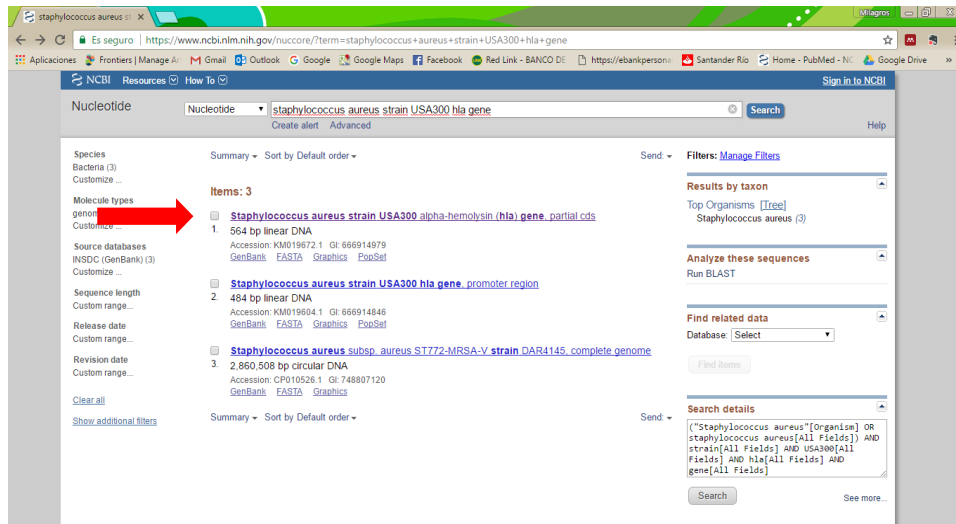 staphylococcus aureus st
Milagros
Es seguro | https://www.ncbi.nlm.nih.gov/nuccore/?term=staphylococcus+aureus+strain+USA300+hla+gene
Aplicaciones Frontiers | Manage Ar Gmail Outlook Google Google Maps Facebook Red Link - BANCO DE https://ebankpersona Santander Río Home - PubMed - NC Google Drive »
NCBI Resources How To Sign in to NCBI
Nucleotide Nucleotide staphylococcus aureus strain USA300 hla gene Search
Create alert Advanced Help
Species
Bacteria (3)
Customize ...
Molecule types
Customize ...
Source databases
INSDC (GenBank) (3)
Customize ...
Sequence length
Custom range...
Release date
Custom range...
Revision date
Custom range...
Clear all
Show additional filters
Summary Sort by Default order Send:
Items: 3
Staphylococcus aureus strain USA300 alpha-hemolysin (hla) gene, partial cds
1. 564 bp linear DNA
Accession: KM019672.1 GI: 666914979
GenBank FASTA Graphics PopSet
Staphylococcus aureus strain USA300 hla gene, promoter region
2. 484 bp linear DNA
Accession: KM019604.1 GI: 666914846
GenBank FASTA Graphics PopSet
Staphylococcus aureus subsp. aureus ST772-MRSA-V strain DAR4145, complete genome
3. 2,860,508 bp circular DNA
Accession: CP010526.1 GI: 748807120
GenBank FASTA Graphics
Summary Sort by Default order Send:
Filters: Manage Filters
Results by taxon
Top Organisms [Tree]
Staphylococcus aureus (3)
Analyze these sequences
Run BLAST
Find related data
Database: Select
Find items
Search details
("Staphylococcus aureus"[Organism] OR
staphylococcus aureus[All Fields]) AND
strain[All Fields] AND USA300[All
Fields] AND hla[All Fields] AND
gene[All Fields]
Search See more...